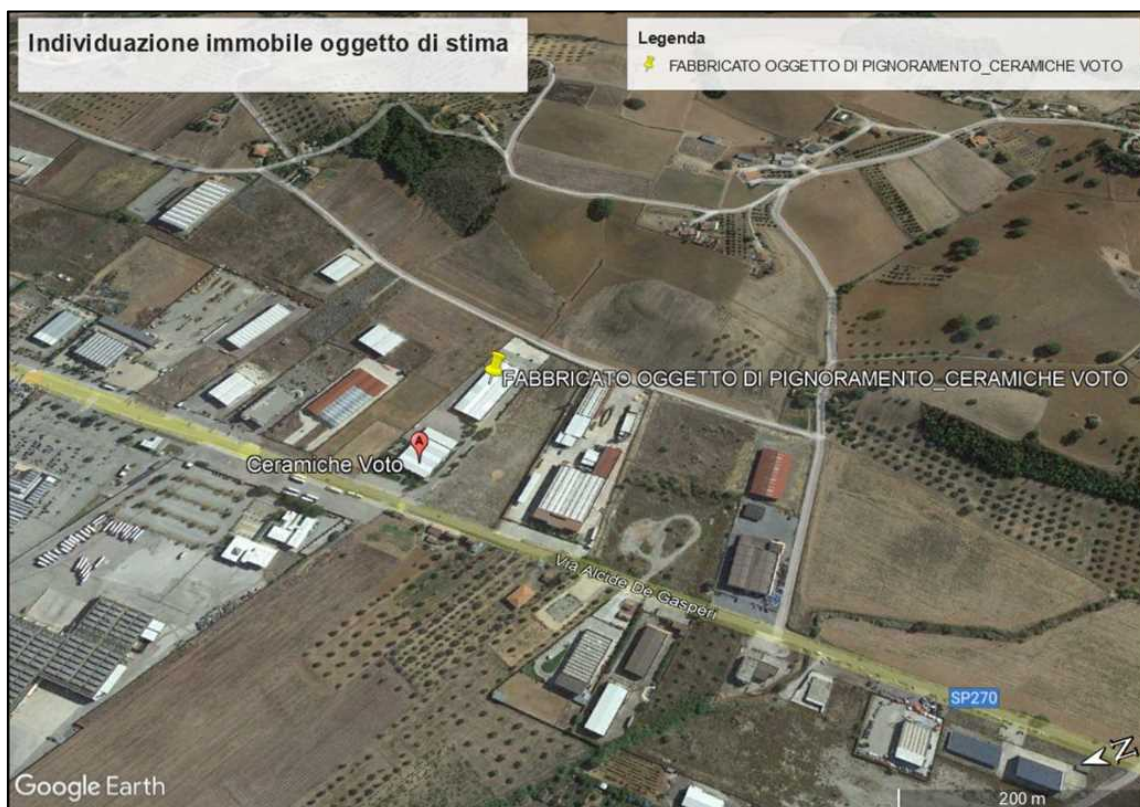 Individuazione immobile oggetto di stima
Legenda
FABBRICATO OGGETTO DI PIGNORAMENTO_CERAMICHE VOTO
FABBRICATO OGGETTO DI PIGNORAMENTO_CERAMICHE VOTO
A
Ceramiche Voto
Via Alcide De Gasperi
SP270
N
Google Earth
200 m